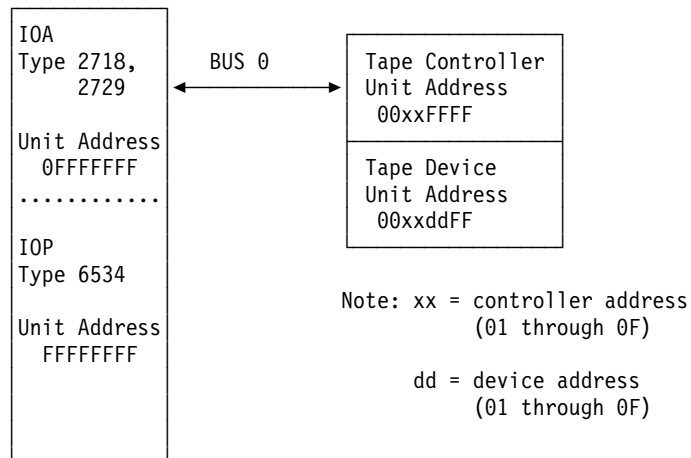 IOA
Type 2718,
2729
Unit Address
0FFFFFFF
............
IOP
Type 6534
Unit Address
FFFFFFFF
BUS 0
Tape Controller
Unit Address
00xxFFFF
Tape Device
Unit Address
00xxddFF
Note: xx = controller address
(01 through 0F)
dd = device address
(01 through 0F)